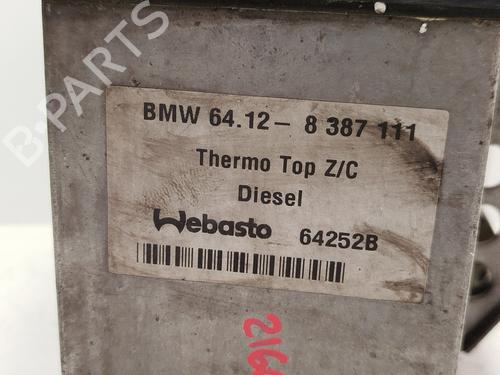 B-PARTS
BMW 64.12- 8 387 111
Thermo Top Z/C
Diesel
Webasto 64252B